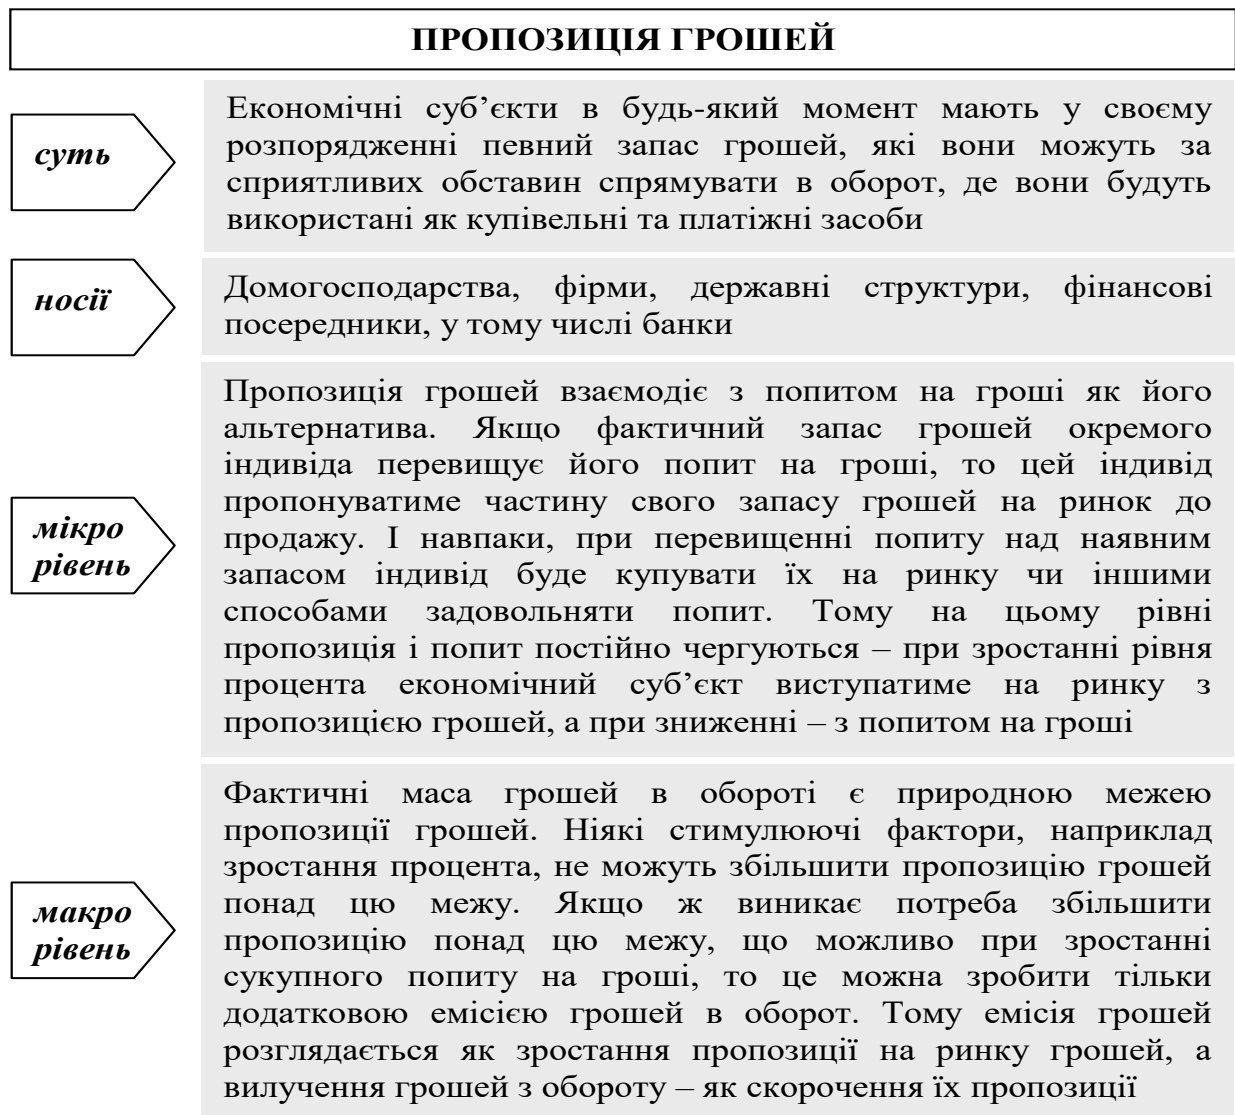 ПРОПОЗИЦІЯ ГРОШЕЙ
суть
Економічні суб’єкти в будь-який момент мають у своєму
розпорядженні певний запас грошей, які вони можуть за
сприятливих обставин спрямувати в оборот, де вони будуть
використані як купівельні та платіжні засоби
носії
Домогосподарства, фірми, державні структури, фінансові
посередники, у тому числі банки
мікро
рівень
Пропозиція грошей взаємодіє з попитом на гроші як його
альтернатива. Якщо фактичний запас грошей окремого
індивіда перевищує його попит на гроші, то цей індивід
пропонуватиме частину свого запасу грошей на ринок до
продажу. І навпаки, при перевищенні попиту над наявним
запасом індивід буде купувати їх на ринку чи іншими
способами задовольняти попит. Тому на цьому рівні
пропозиція і попит постійно чергуються – при зростанні рівня
процента економічний суб’єкт виступатиме на ринку з
пропозицією грошей, а при зниженні – з попитом на гроші
макро
рівень
Фактичні маса грошей в обороті є природною межею
пропозиції грошей. Ніякі стимулюючі фактори, наприклад
зростання процента, не можуть збільшити пропозицію грошей
понад цю межу. Якщо ж виникає потреба збільшити
пропозицію понад цю межу, що можливо при зростанні
сукупного попиту на гроші, то це можна зробити тільки
додатковою емісією грошей в оборот. Тому емісія грошей
розглядається як зростання пропозиції на ринку грошей, а
вилучення грошей з обороту – як скорочення їх пропозиції